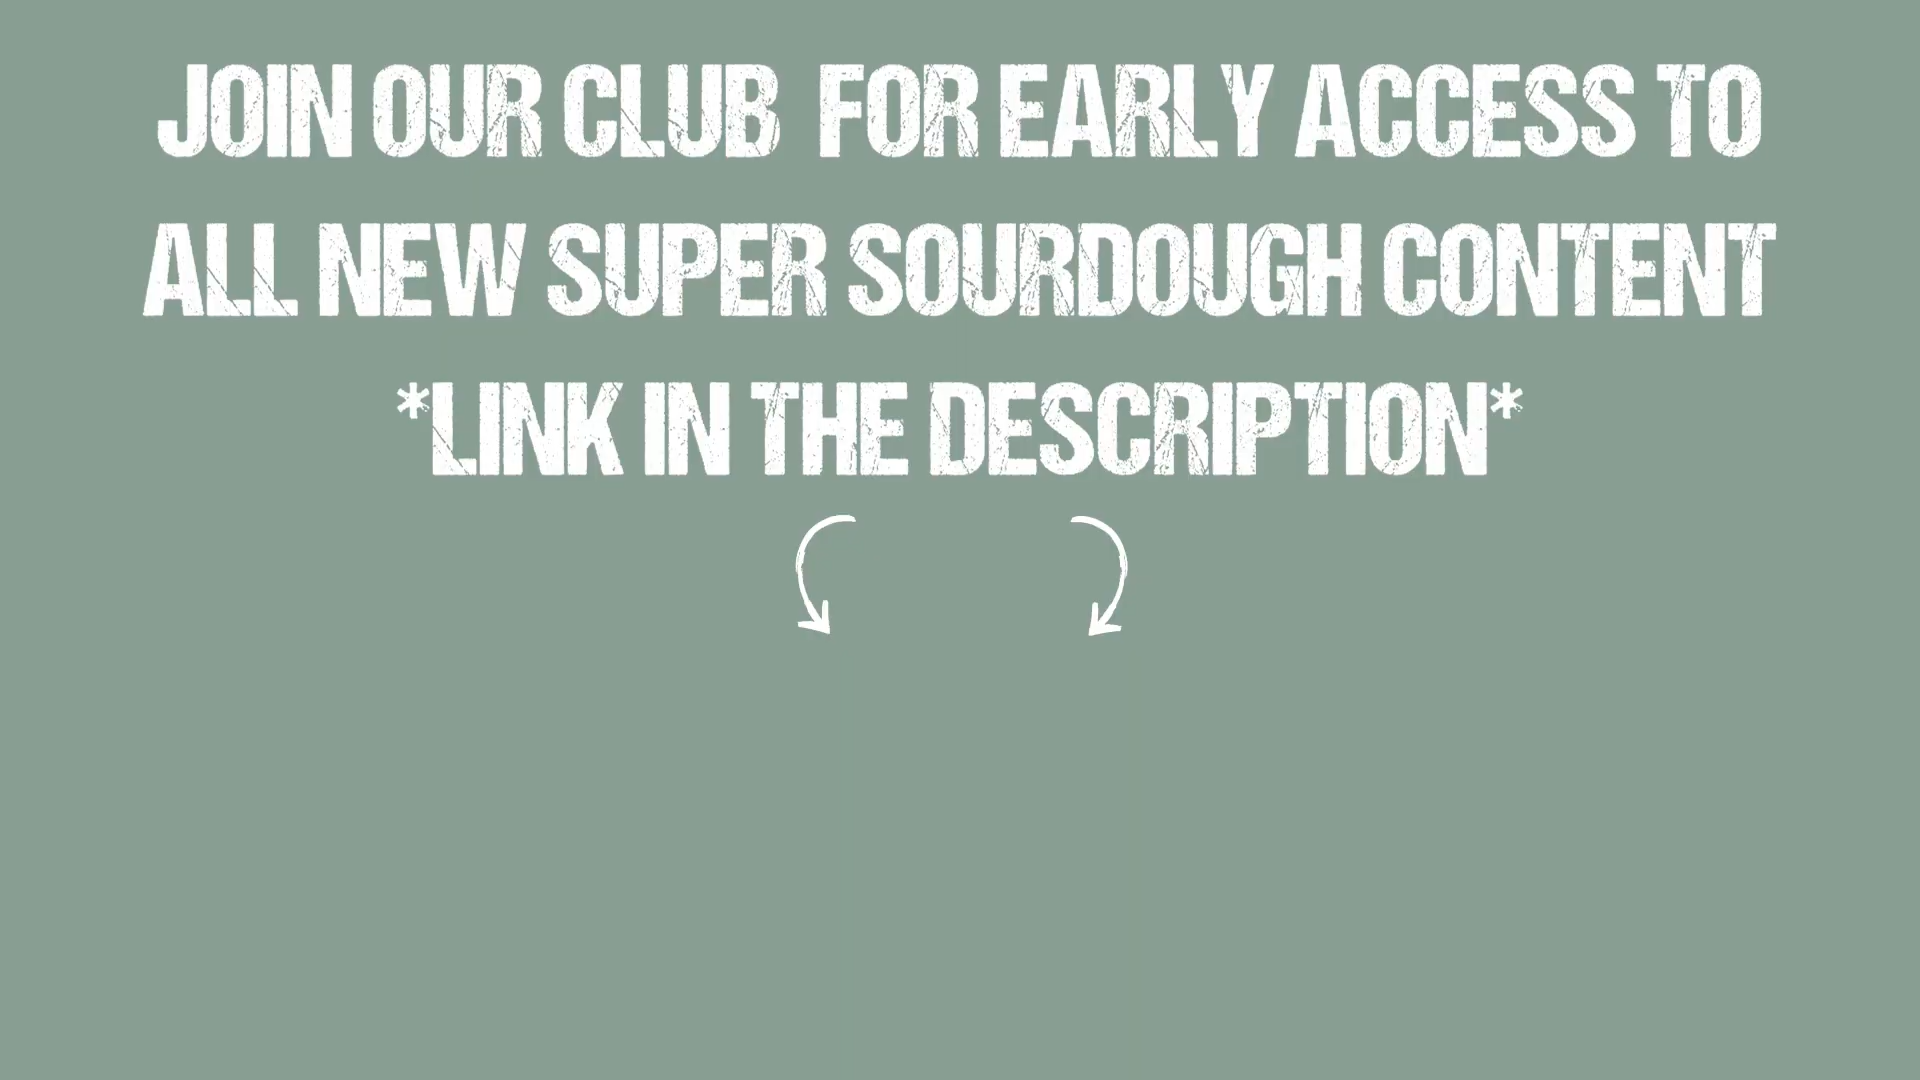 JOIN OUR CLUB FOR EARLY ACCESS TO
ALL NEW SUPER SOURDOUGH CONTENT
*LINK IN THE DESCRIPTION*